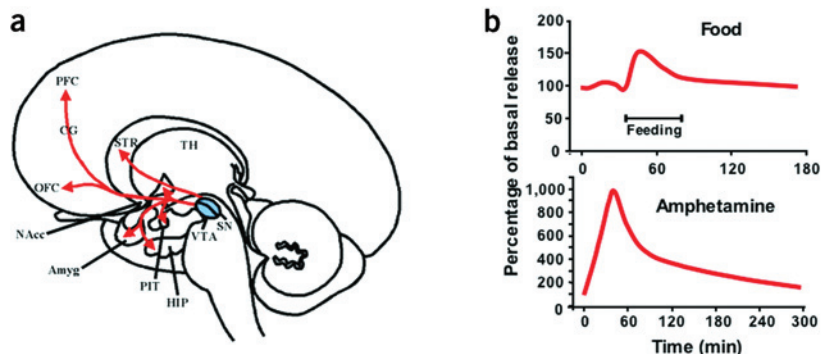 a
PFC
CG
STR
TH
OFC
NAcc
VTA
SN
Amyg
PIT
HIP
b
Percentage of basal release
Food
200
150
100
50
0
Feeding
0 60 120 180
Amphetamine
1,000
800
600
400
200
0
0 60 120 180 240 300
Time (min)